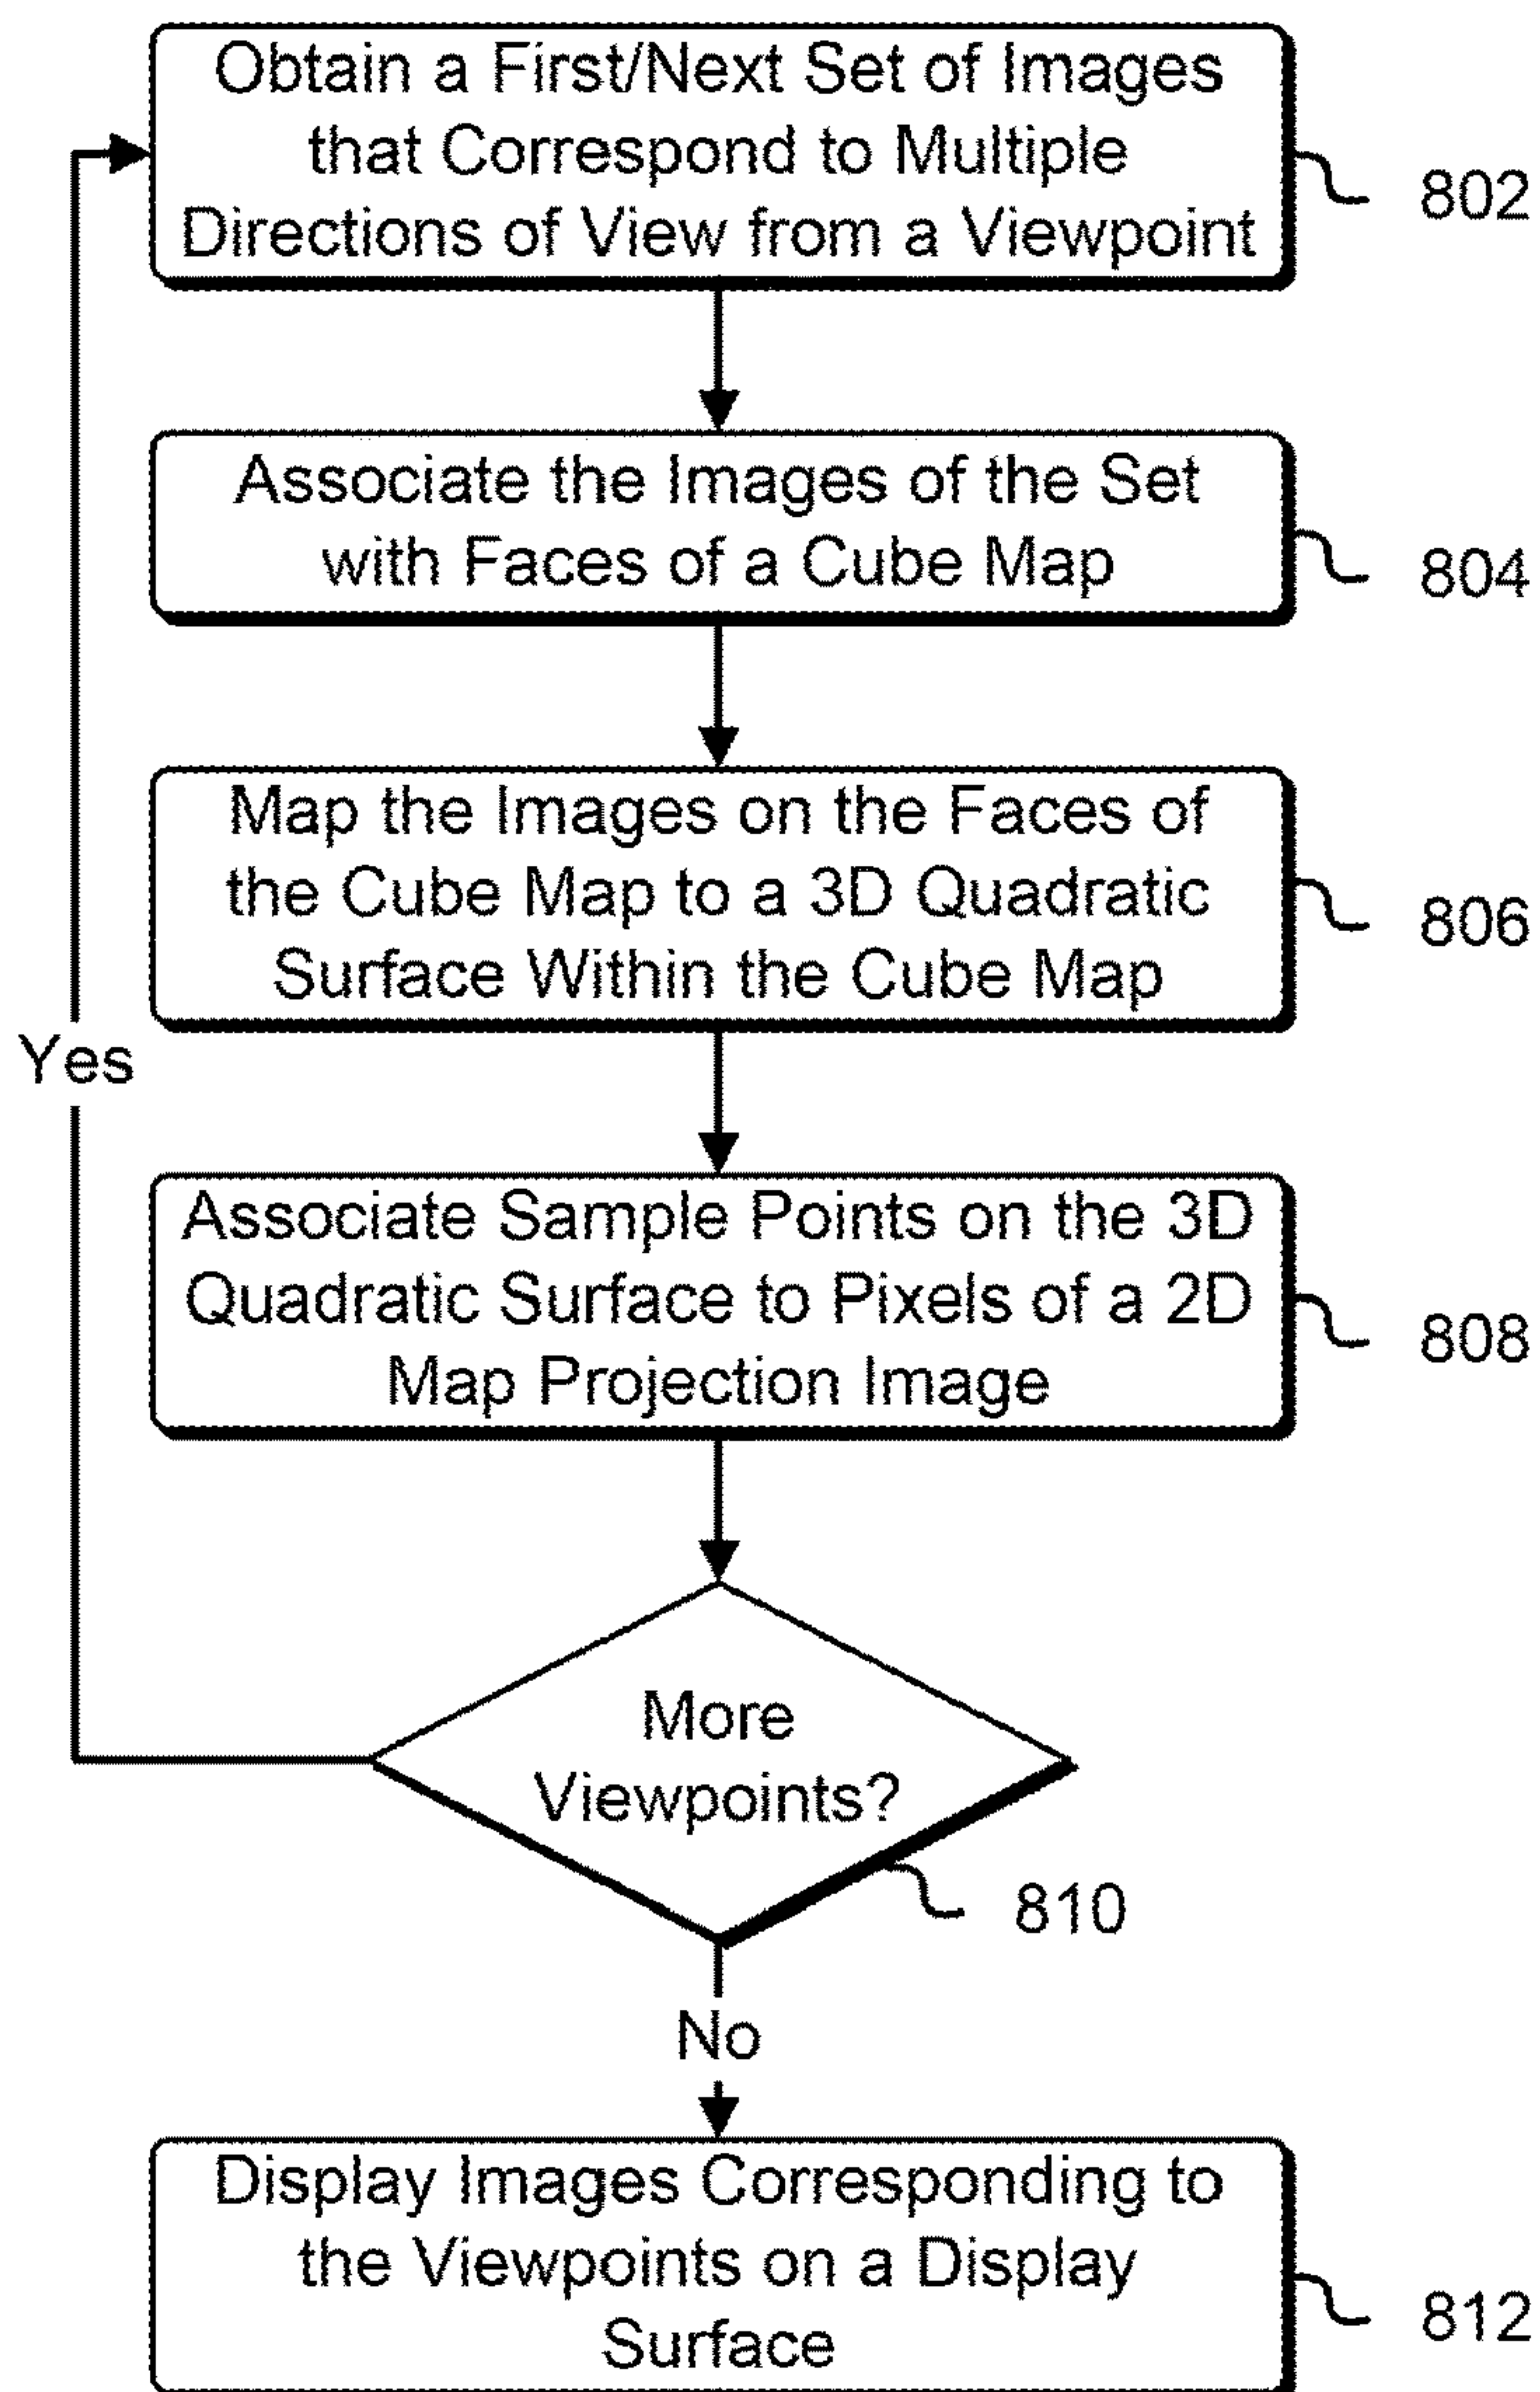 Obtain a First/Next Set of Images
that Correspond to Multiple
Directions of View from a Viewpoint
802
Associate the Images of the Set
with Faces of a Cube Map
804
Map the Images on the Faces of
the Cube Map to a 3D Quadratic
Surface Within the Cube Map
806
Yes
Associate Sample Points on the 3D
Quadratic Surface to Pixels of a 2D
Map Projection Image
808
More
Viewpoints?
810
No
Display Images Corresponding to
the Viewpoints on a Display
Surface
812